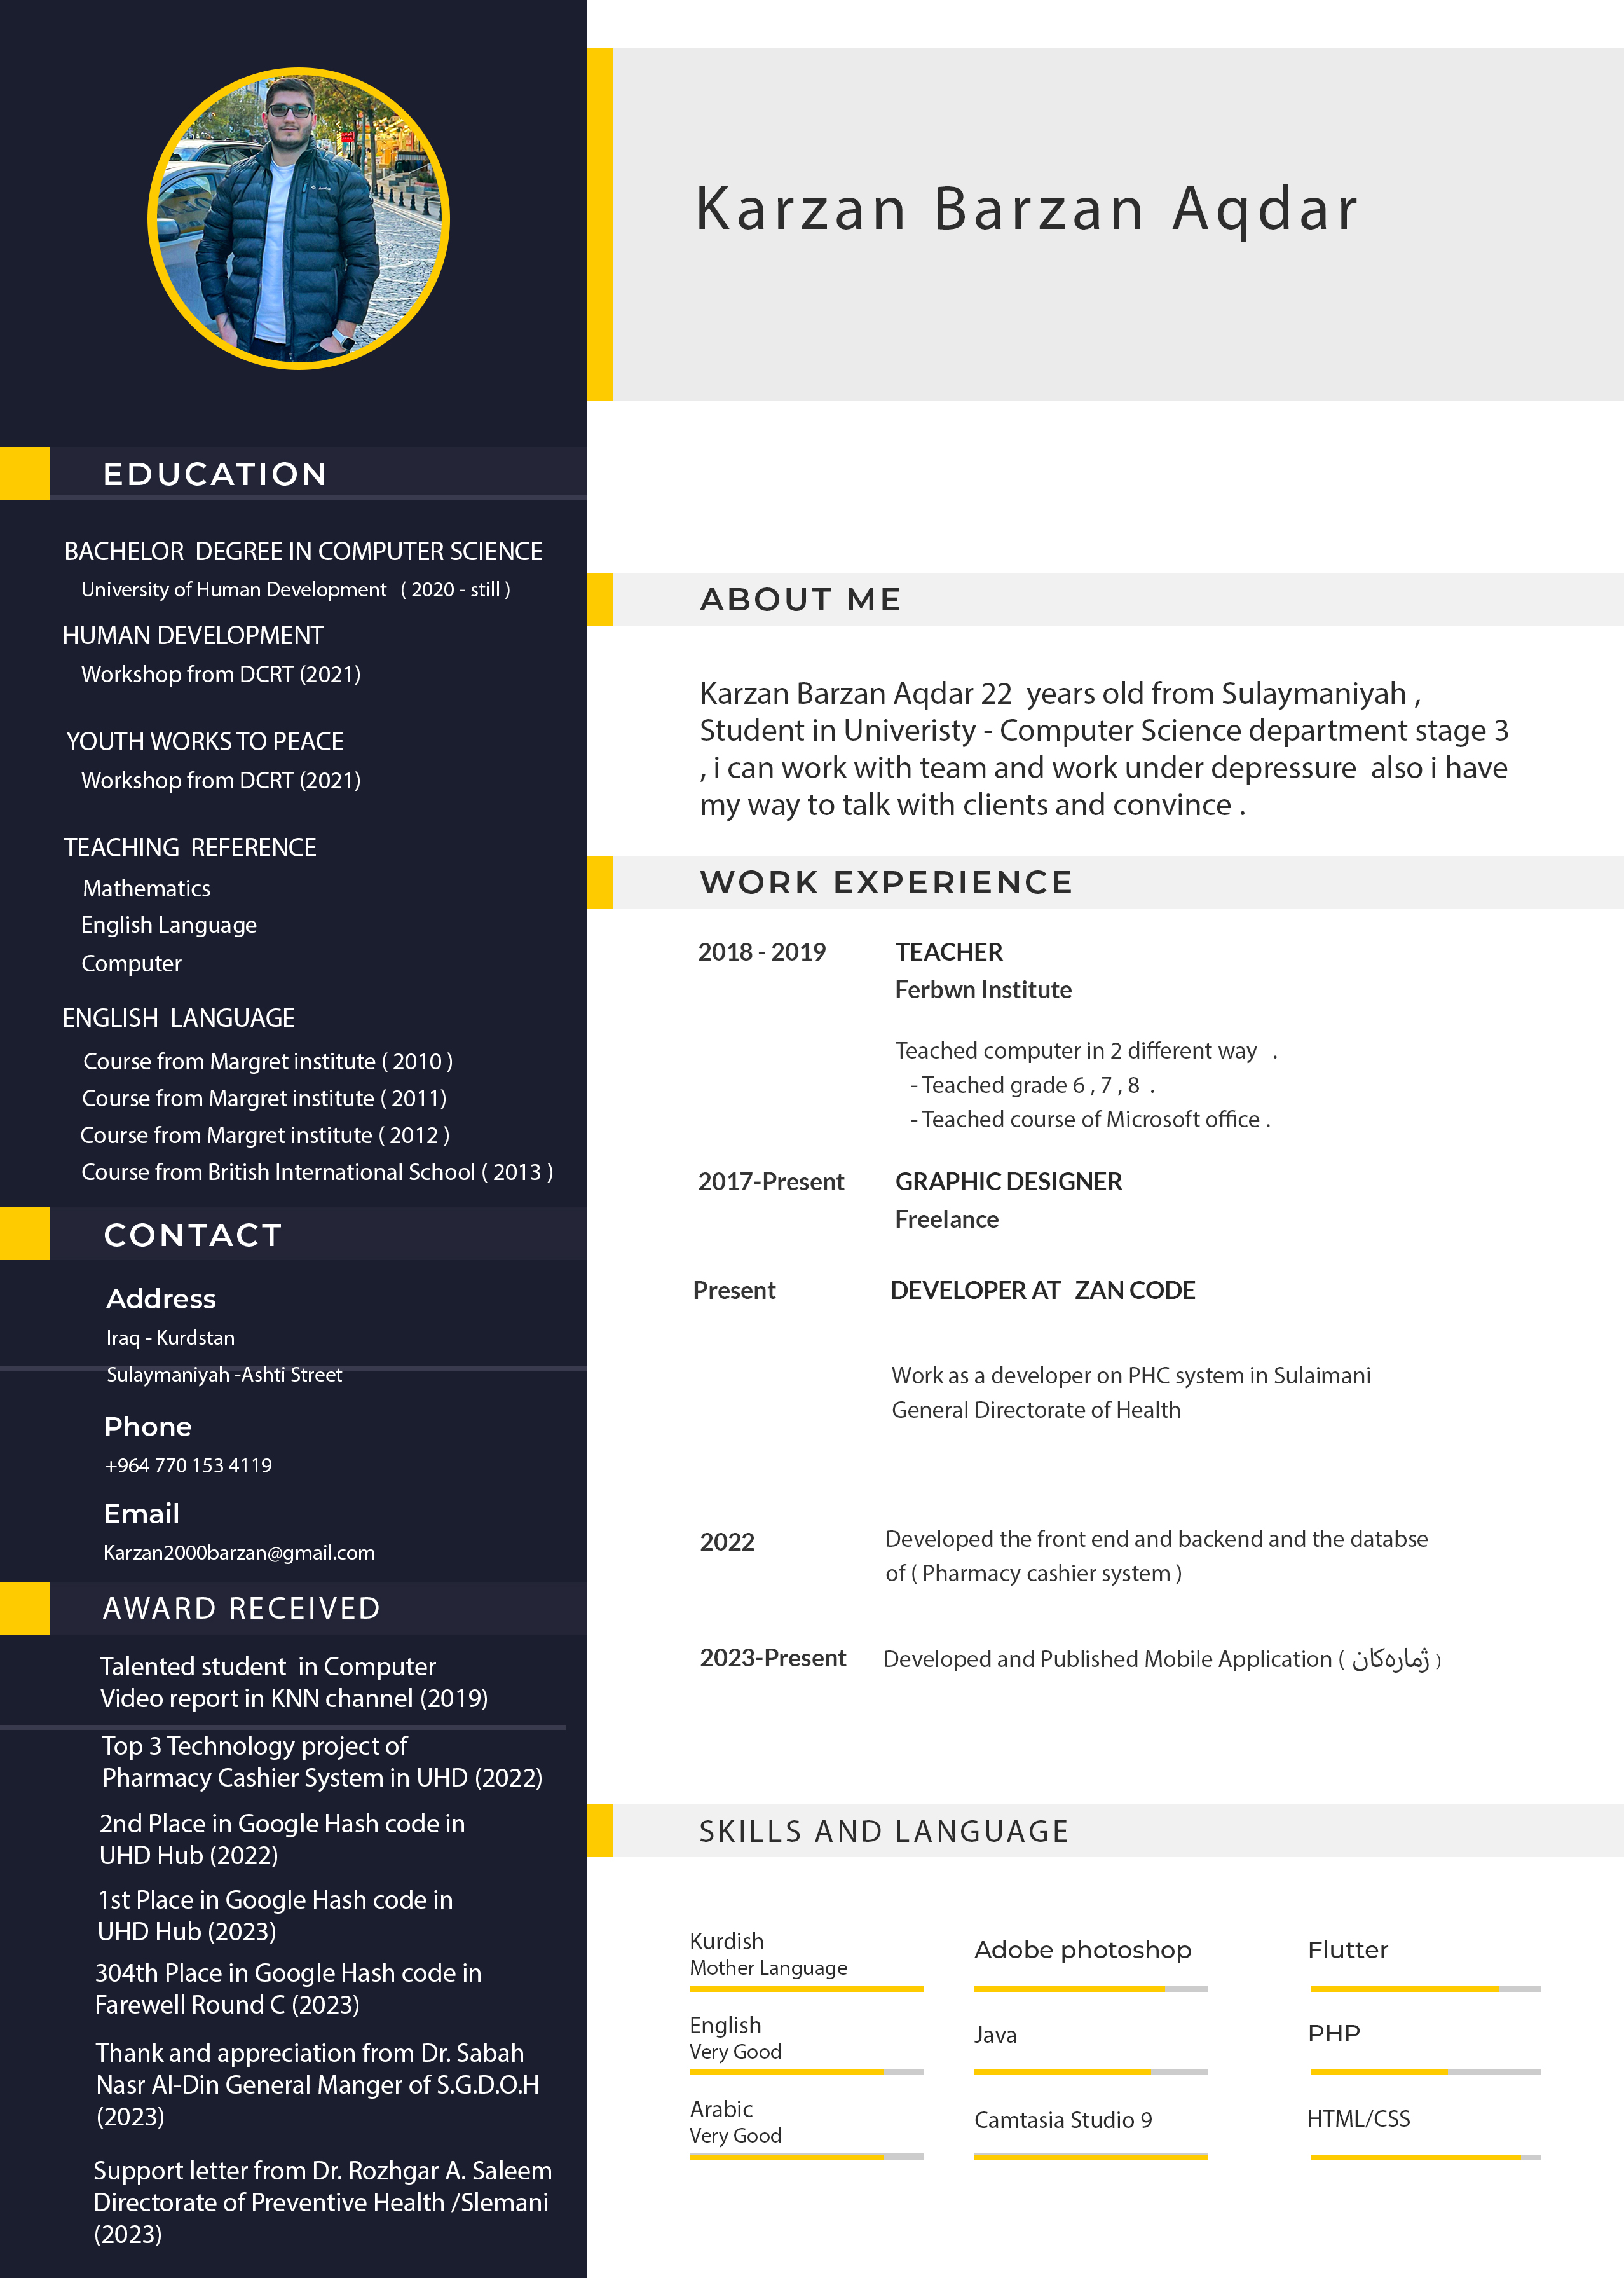 Karzan Barzan Aqdar
EDUCATION
BACHELOR DEGREE IN COMPUTER SCIENCE
University of Human Development ( 2020 - still )
HUMAN DEVELOPMENT
Workshop from DCRT (2021)
YOUTH WORKS TO PEACE
Workshop from DCRT (2021)
TEACHING REFERENCE
Mathematics
English Language
Computer
ENGLISH LANGUAGE
Course from Margret institute ( 2010 )
Course from Margret institute ( 2011)
Course from Margret institute ( 2012 )
Course from British International School ( 2013 )
CONTACT
Address
Iraq - Kurdstan
Sulaymaniyah -Ashti Street
Phone
+964 770 153 4119
Email
Karzan2000barzan@gmail.com
AWARD RECEIVED
Talented student in Computer
Video report in KNN channel (2019)
Top 3 Technology project of
Pharmacy Cashier System in UHD (2022)
2nd Place in Google Hash code in
UHD Hub (2022)
1st Place in Google Hash code in
UHD Hub (2023)
304th Place in Google Hash code in
Farewell Round C (2023)
Thank and appreciation from Dr. Sabah
Nasr Al-Din General Manger of S.G.D.O.H
(2023)
Support letter from Dr. Rozhgar A. Saleem
Directorate of Preventive Health /Slemani
(2023)
ABOUT ME
Karzan Barzan Aqdar 22 years old from Sulaymaniyah ,
Student in Univeristy - Computer Science department stage 3
, i can work with team and work under depressure also i have
my way to talk with clients and convince .
WORK EXPERIENCE
2018 - 2019 TEACHER
Ferbwn Institute
Teached computer in 2 different way .
- Teached grade 6 , 7 , 8 .
- Teached course of Microsoft office .
2017-Present GRAPHIC DESIGNER
Freelance
Present DEVELOPER AT ZAN CODE
Work as a developer on PHC system in Sulaimani
General Directorate of Health
2022 Developed the front end and backend and the databse
of ( Pharmacy cashier system )
2023-Present Developed and Published Mobile Application ( ژمارەکان )
SKILLS AND LANGUAGE
Kurdish
Mother Language
English
Very Good
Arabic
Very Good
Adobe photoshop
Java
Camtasia Studio 9
Flutter
PHP
HTML/CSS